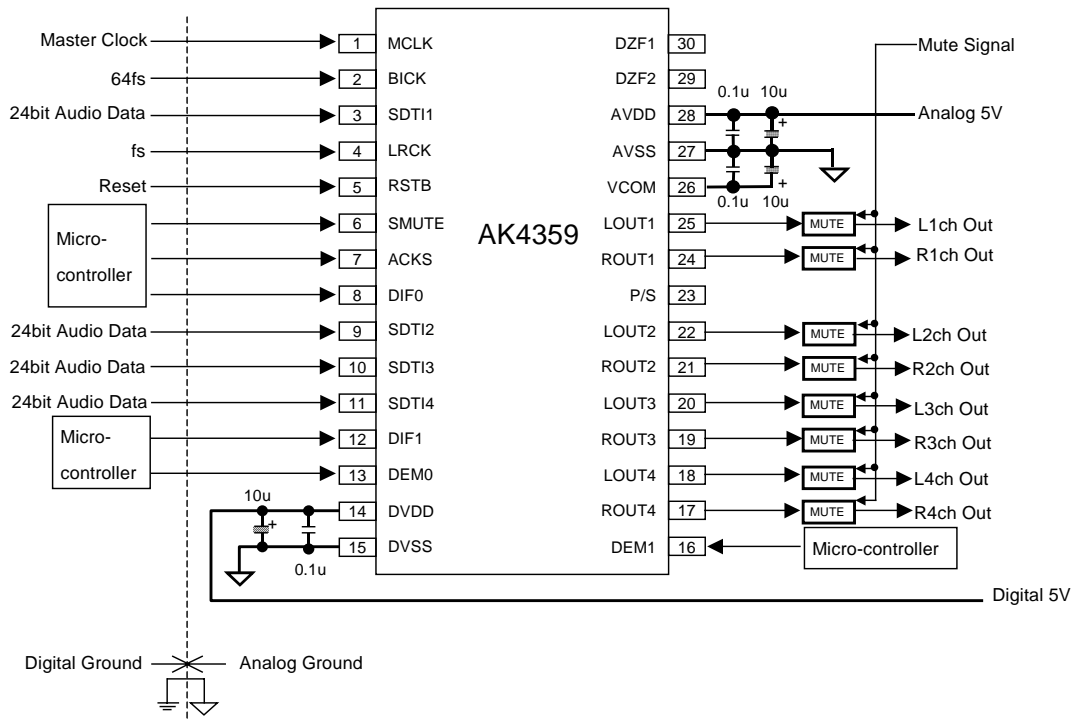 Master Clock 1 MCLK DZF1 30 Mute Signal
64fs 2 BICK DZF2 29
0.1u 10u
24bit Audio Data 3 SDTI1 AVDD 28 + Analog 5V
fs 4 LRCK AVSS 27
Reset 5 RSTB VCOM 26 +
0.1u 10u
6 SMUTE LOUT1 25 MUTE L1ch Out
Micro-
controller
AK4359
7 ACKS ROUT1 24 MUTE R1ch Out
8 DIF0 P/S 23
24bit Audio Data 9 SDTI2 LOUT2 22 MUTE L2ch Out
24bit Audio Data 10 SDTI3 ROUT2 21 MUTE R2ch Out
24bit Audio Data 11 SDTI4 LOUT3 20 MUTE L3ch Out
Micro-
controller
12 DIF1 ROUT3 19 MUTE R3ch Out
13 DEM0 LOUT4 18 MUTE L4ch Out
10u
14 DVDD ROUT4 17 MUTE R4ch Out
+
15 DVSS DEM1 16 Micro-controller
0.1u
Digital 5V
Digital Ground Analog Ground